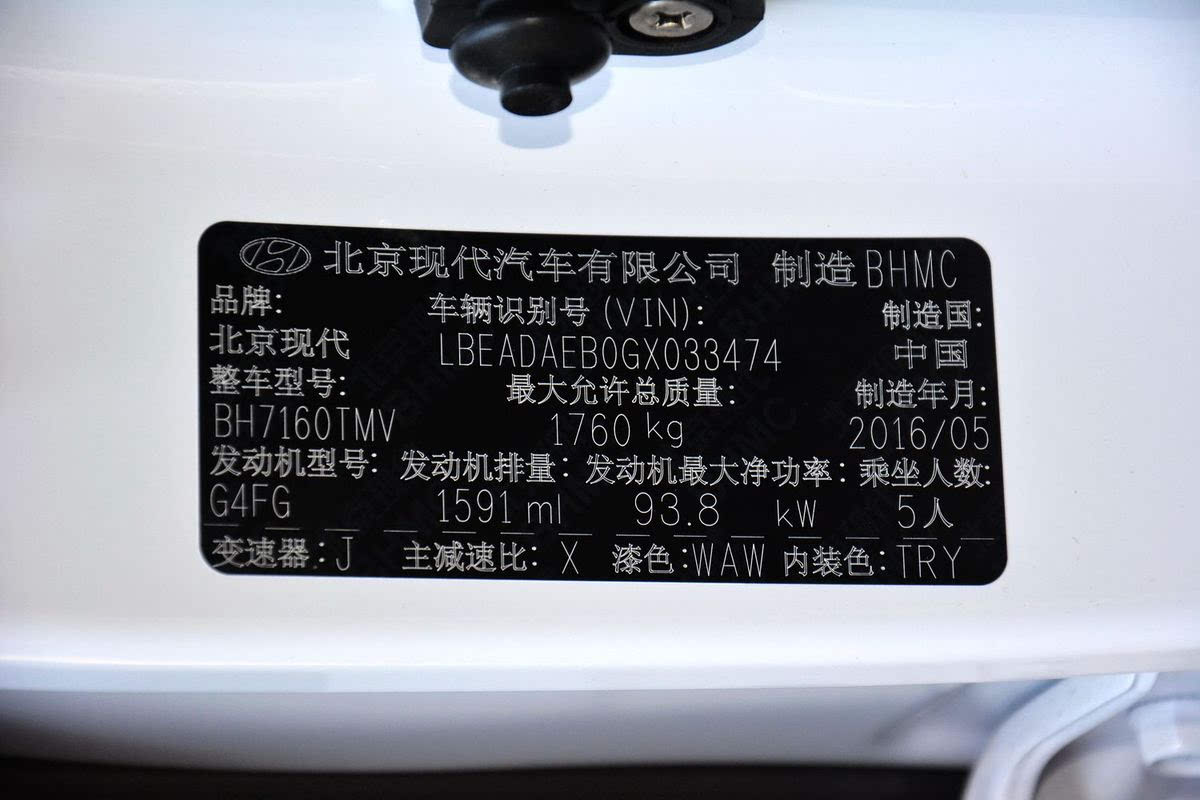 北京现代汽车有限公司 制造 BHMC
品牌: 车辆识别号(VIN): 制造国:
北京现代 LBEADAEB0GX033474 中国
整车型号: 最大允许总质量: 制造年月:
BH7160TMV 1760 kg 2016/05
发动机型号: 发动机排量: 发动机最大净功率: 乘坐人数:
G4FG 1591 ml 93.8 kW 5人
变速器: J 主减速比: X 漆色:WAW 内装色:TRY